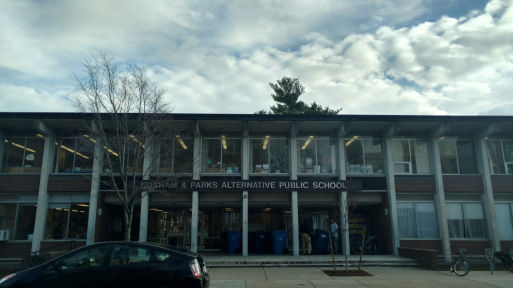 GRAHAM & PARKS ALTERNATIVE PUBLIC SCHOOL